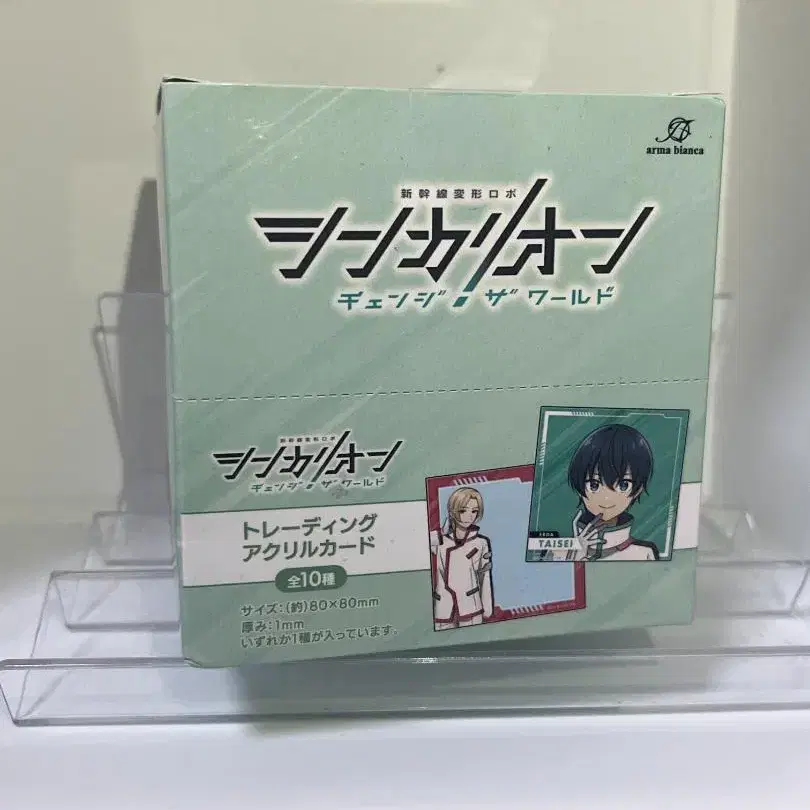 arma bianca
新幹線変形ロボ
シンカリオン
チェンジ・ザ ワールド
新幹線変形ロボ
シンカリオン
チェンジ・ザ ワールド
トレーディング
アクリルカード
全10種
サイズ:(約)80×80mm
厚み:1mm
いずれか1種が入っています。
TAISEI